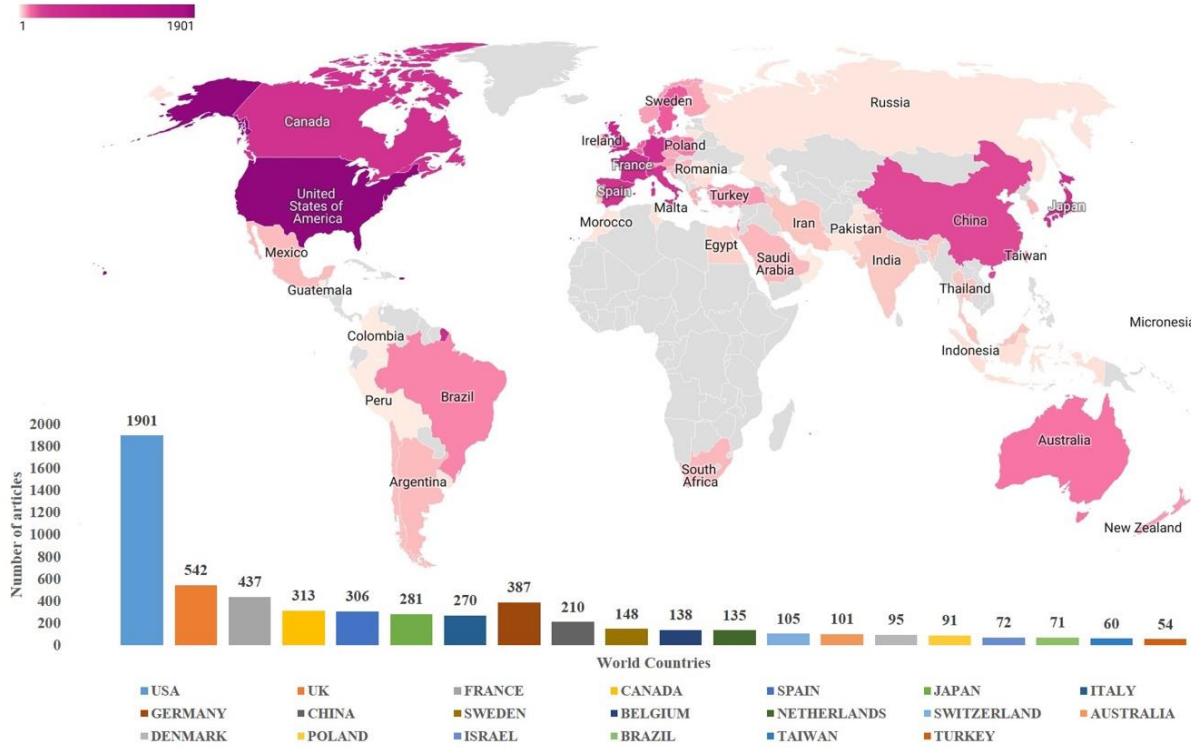 1 1901
Canada
United
States of
America
Mexico
Guatemala
Colombia
Peru
Brazil
Argentina
Sweden
Ireland
Poland
France
Romania
Spain
Turkey
Malta
Morocco
Egypt
Saudi
Arabia
Iran
Pakistan
India
Russia
China
Japan
Taiwan
Thailand
Indonesia
Micronesia
Australia
New Zealand
South
Africa
Number of articles
2000
1800
1600
1400
1200
1000
800
600
400
200
0
1901 542 437 313 306 281 270 387 210 148 138 135 105 101 95 91 72 71 60 54
World Countries
USA UK FRANCE CANADA SPAIN JAPAN ITALY
GERMANY CHINA SWEDEN BELGIUM NETHERLANDS SWITZERLAND AUSTRALIA
DENMARK POLAND ISRAEL BRAZIL TAIWAN TURKEY